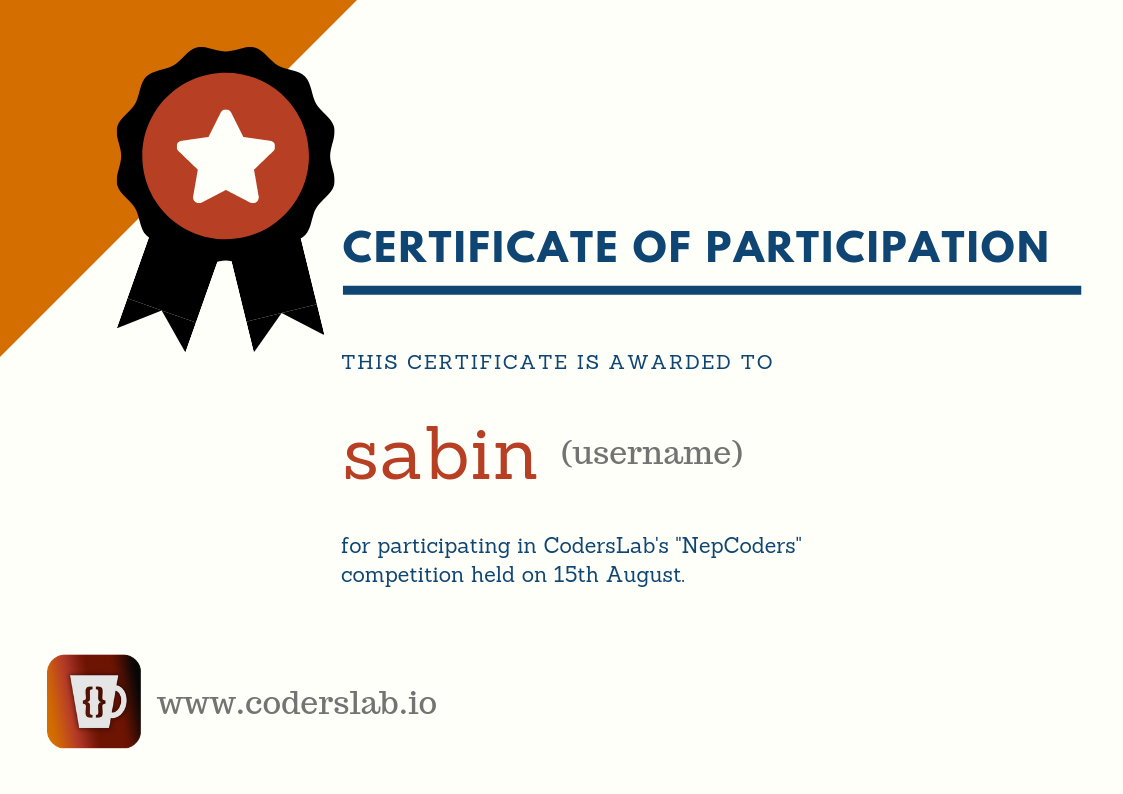 CERTIFICATE OF PARTICIPATION
THIS CERTIFICATE IS AWARDED TO
sabin (username)
for participating in CodersLab's "NepCoders"
competition held on 15th August.
{}
www.coderslab.io